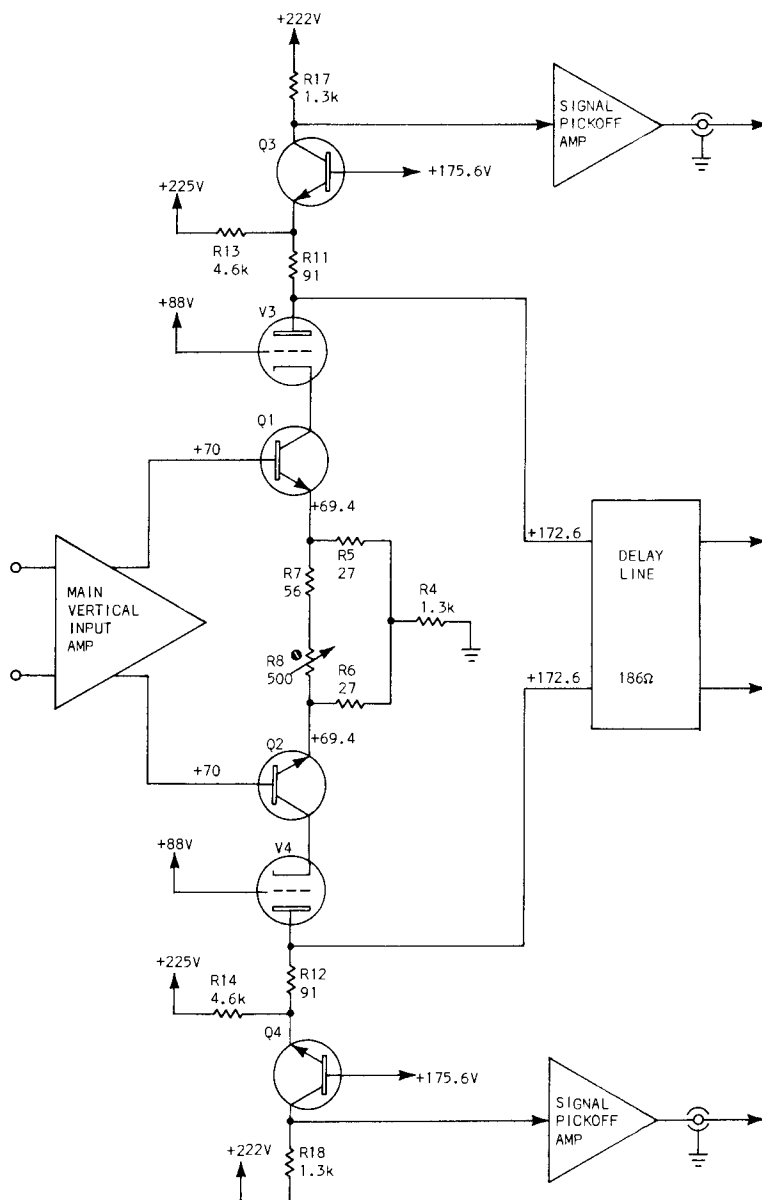 +222V
R17
1.3k
SIGNAL
PICKOFF
AMP
Q3
+175.6V
+225V
R13
4.6k
R11
91
+88V
V3
Q1
+70
+69.4
MAIN
VERTICAL
INPUT
AMP
R5
27
R7
56
R4
1.3k
R8
500
R6
27
+172.6
DELAY
LINE
+172.6
186Ω
Q2
+69.4
+70
+88V
V4
+225V
R14
4.6k
R12
91
Q4
+175.6V
SIGNAL
PICKOFF
AMP
+222V
R18
1.3k